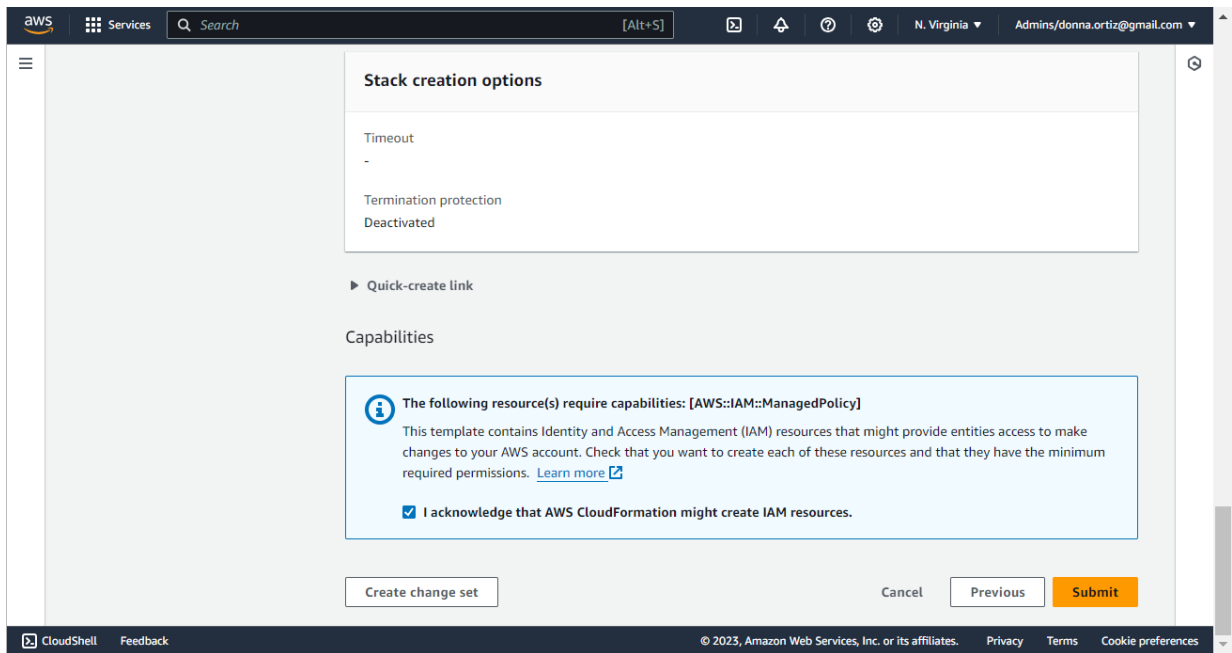 aws
Services
Search
[Alt+S]
N. Virginia
Admins/donna.ortiz@gmail.com
Stack creation options
Timeout
-
Termination protection
Deactivated
Quick-create link
Capabilities
The following resource(s) require capabilities: [AWS::IAM::ManagedPolicy]
This template contains Identity and Access Management (IAM) resources that might provide entities access to make
changes to your AWS account. Check that you want to create each of these resources and that they have the minimum
required permissions. Learn more
I acknowledge that AWS CloudFormation might create IAM resources.
Create change set
Cancel
Previous
Submit
CloudShell
Feedback
© 2023, Amazon Web Services, Inc. or its affiliates.
Privacy
Terms
Cookie preferences